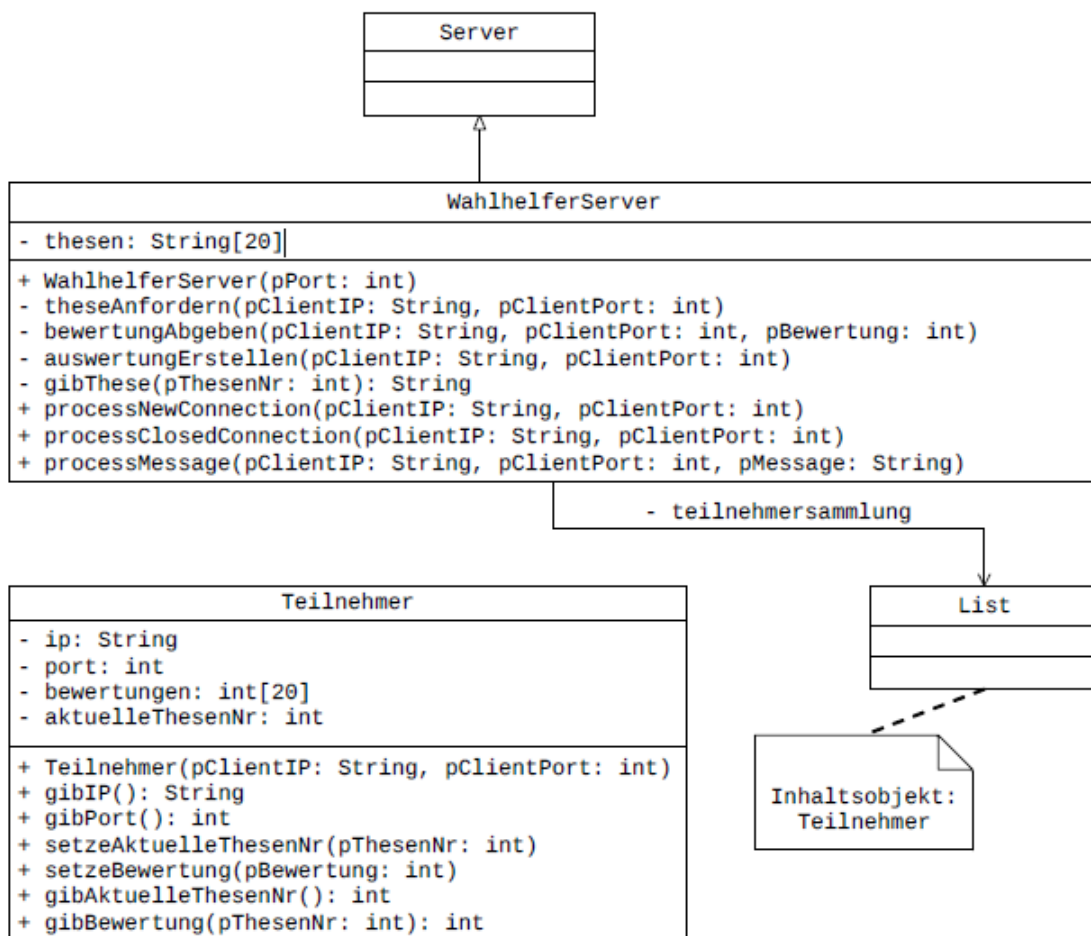 Server
WahlhelferServer
- thesen: String[20]
+ WahlhelferServer(pPort: int)
- theseAnfordern(pClientIP: String, pClientPort: int)
- bewertungAbgeben(pClientIP: String, pClientPort: int, pBewertung: int)
- auswertungErstellen(pClientIP: String, pClientPort: int)
- gibThese(pThesenNr: int): String
+ processNewConnection(pClientIP: String, pClientPort: int)
+ processClosedConnection(pClientIP: String, pClientPort: int)
+ processMessage(pClientIP: String, pClientPort: int, pMessage: String)
- teilnehmersammlung
Teilnehmer
- ip: String
- port: int
- bewertungen: int[20]
- aktuelleThesenNr: int
+ Teilnehmer(pClientIP: String, pClientPort: int)
+ gibIP(): String
+ gibPort(): int
+ setzeAktuelleThesenNr(pThesenNr: int)
+ setzeBewertung(pBewertung: int)
+ gibAktuelleThesenNr(): int
+ gibBewertung(pThesenNr: int): int
List
Inhaltsobjekt:
Teilnehmer